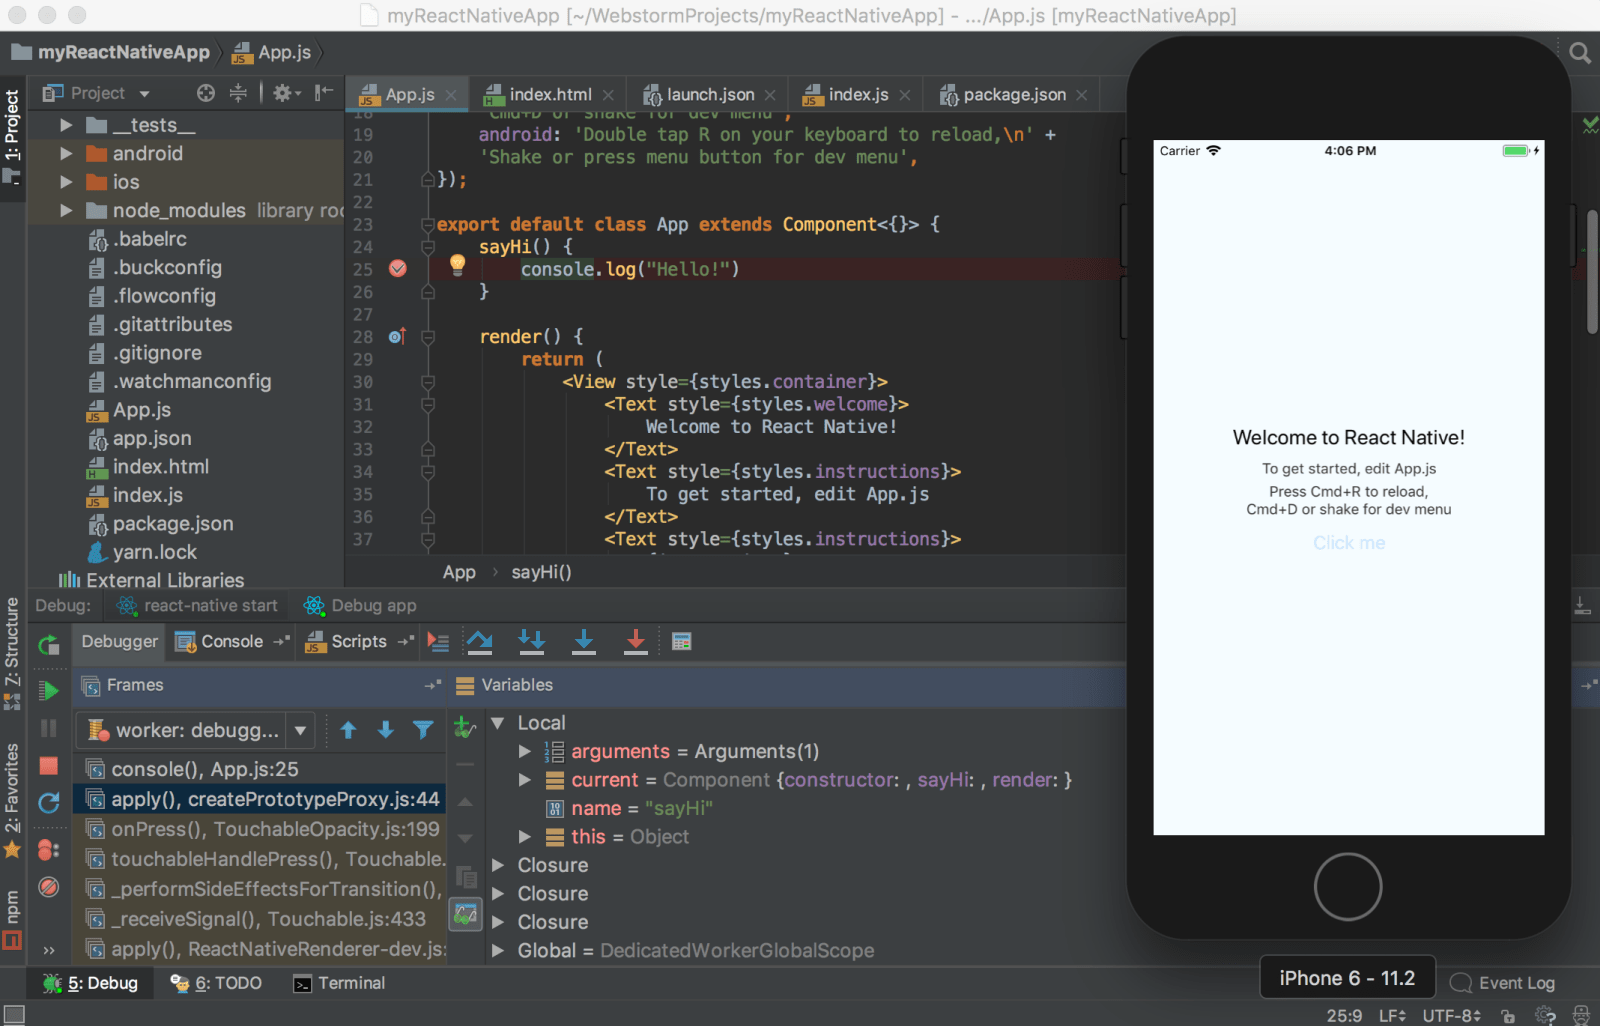 myReactNativeApp [~/WebstormProjects/myReactNativeApp] - .../App.js [myReactNativeApp]
myReactNativeApp App.js
1: Project
Project
App.js
index.html
launch.json
index.js
package.json
__tests__
android
ios
node_modules library roo
.babelrc
.buckconfig
.flowconfig
.gitattributes
.gitignore
.watchmanconfig
App.js
app.json
index.html
index.js
package.json
yarn.lock
External Libraries
18 'Cmd+D or shake for dev menu',
19 android: 'Double tap R on your keyboard to reload,\n' +
20 'Shake or press menu button for dev menu',
21 });
22
23 export default class App extends Component<{}> {
24 sayHi() {
25 console.log("Hello!")
26 }
27
28 render() {
29 return (
30 <View style={styles.container}>
31 <Text style={styles.welcome}>
32 Welcome to React Native!
33 </Text>
34 <Text style={styles.instructions}>
35 To get started, edit App.js
36 </Text>
37 <Text style={styles.instructions}>
App › sayHi()
Carrier 4:06 PM
Welcome to React Native!
To get started, edit App.js
Press Cmd+R to reload,
Cmd+D or shake for dev menu
Click me
iPhone 6 - 11.2
7: Structure
2: Favorites
npm
Debug: react-native start Debug app
Debugger Console Scripts
Frames
worker: debugg...
console(), App.js:25
apply(), createPrototypeProxy.js:44
onPress(), TouchableOpacity.js:199
touchableHandlePress(), Touchable.
_performSideEffectsForTransition(),
_receiveSignal(), Touchable.js:433
apply(), ReactNativeRenderer-dev.js:
Variables
Local
arguments = Arguments(1)
current = Component {constructor: , sayHi: , render: }
name = "sayHi"
this = Object
Closure
Closure
Closure
Global = DedicatedWorkerGlobalScope
5: Debug 6: TODO Terminal Event Log
25:9 LF UTF-8